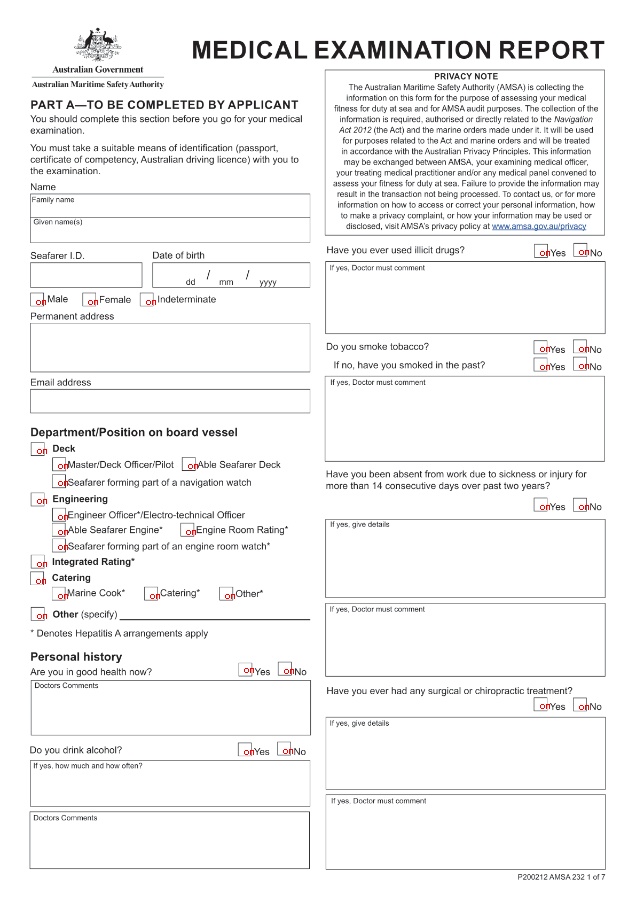 Australian Government
Australian Maritime Safety Authority
MEDICAL EXAMINATION REPORT
PART A—TO BE COMPLETED BY APPLICANT
You should complete this section before you go for your medical
examination.
You must take a suitable means of identification (passport,
certificate of competency, Australian driving licence) with you to
the examination.
Name
Family name
Given name(s)
Seafarer I.D.
Date of birth
/ /
dd mm yyyy
on Male on Female on Indeterminate
Permanent address
Email address
Department/Position on board vessel
on Deck
on Master/Deck Officer/Pilot on Able Seafarer Deck
on Seafarer forming part of a navigation watch
on Engineering
on Engineer Officer*/Electro-technical Officer
on Able Seafarer Engine* on Engine Room Rating*
on Seafarer forming part of an engine room watch*
on Integrated Rating*
on Catering
on Marine Cook* on Catering* on Other*
on Other (specify)
* Denotes Hepatitis A arrangements apply
Personal history
Are you in good health now? on Yes on No
Doctors Comments
Do you drink alcohol? on Yes on No
If yes, how much and how often?
Doctors Comments
PRIVACY NOTE
The Australian Maritime Safety Authority (AMSA) is collecting the
information on this form for the purpose of assessing your medical
fitness for duty at sea and for AMSA audit purposes. The collection of the
information is required, authorised or directly related to the Navigation
Act 2012 (the Act) and the marine orders made under it. It will be used
for purposes related to the Act and marine orders and will be treated
in accordance with the Australian Privacy Principles. This information
may be exchanged between AMSA, your examining medical officer,
your treating medical practitioner and/or any medical panel convened to
assess your fitness for duty at sea. Failure to provide the information may
result in the transaction not being processed. To contact us, or for more
information on how to access or correct your personal information, how
to make a privacy complaint, or how your information may be used or
disclosed, visit AMSA's privacy policy at www.amsa.gov.au/privacy
Have you ever used illicit drugs? on Yes on No
If yes, Doctor must comment
Do you smoke tobacco? on Yes on No
If no, have you smoked in the past? on Yes on No
If yes, Doctor must comment
Have you been absent from work due to sickness or injury for
more than 14 consecutive days over past two years?
on Yes on No
If yes, give details
If yes, Doctor must comment
Have you ever had any surgical or chiropractic treatment?
on Yes on No
If yes, give details
If yes, Doctor must comment
P200212 AMSA 232 1 of 7